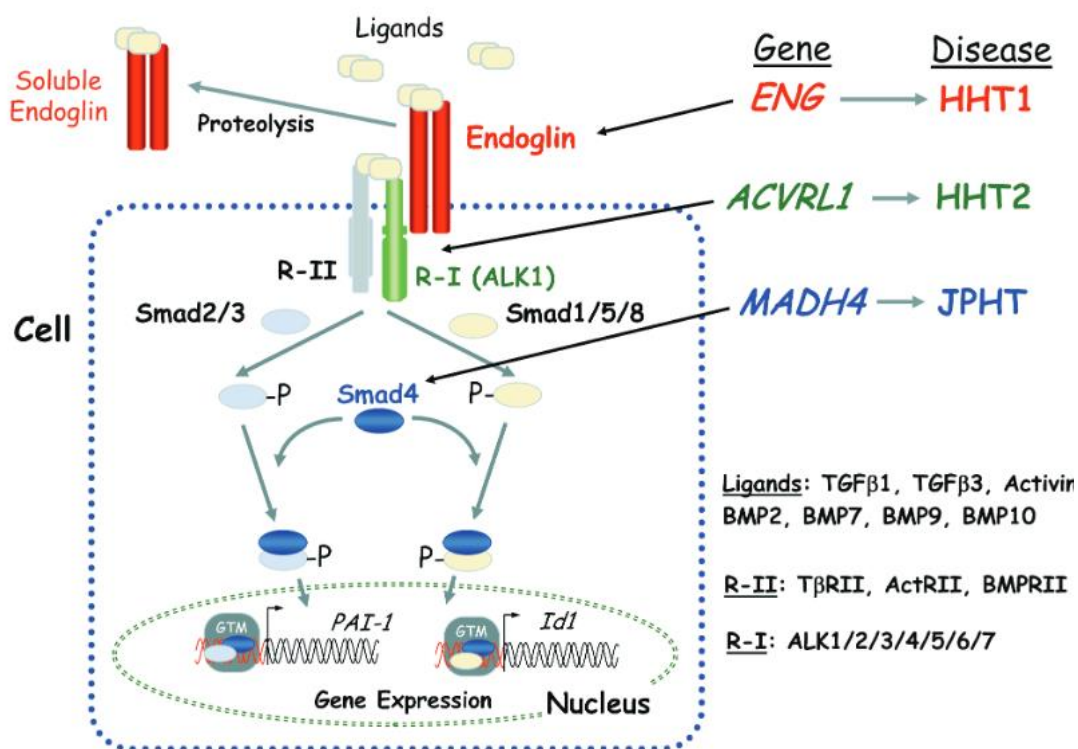 Ligands
Gene
Disease
Soluble
Endoglin
Proteolysis
Endoglin
ENG
HHT1
ACVRL1
HHT2
R-II
R-I (ALK1)
MADH4
JPHT
Cell
Smad2/3
Smad1/5/8
-P
Smad4
P-
Ligands: TGFβ1, TGFβ3, Activin
BMP2, BMP7, BMP9, BMP10
-P
P-
R-II: TβRII, ActRII, BMPRII
R-I: ALK1/2/3/4/5/6/7
GTM
PAI-1
GTM
Id1
Gene Expression
Nucleus